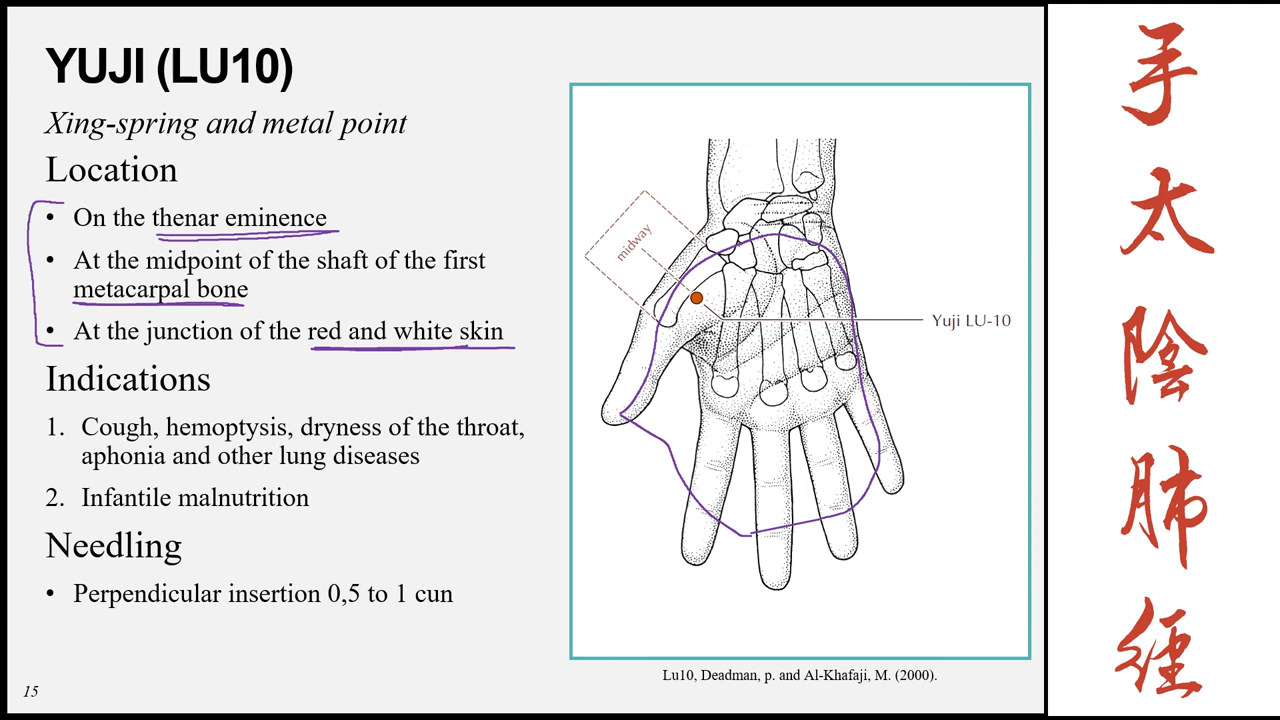 YUJI (LU10)
Xing-spring and metal point
Location
• On the thenar eminence
• At the midpoint of the shaft of the first
metacarpal bone
• At the junction of the red and white skin
Indications
1. Cough, hemoptysis, dryness of the throat,
aphonia and other lung diseases
2. Infantile malnutrition
Needling
• Perpendicular insertion 0,5 to 1 cun
15
midway
Yuji LU-10
Lu10, Deadman, p. and Al-Khafaji, M. (2000).
手
太
陰
肺
經